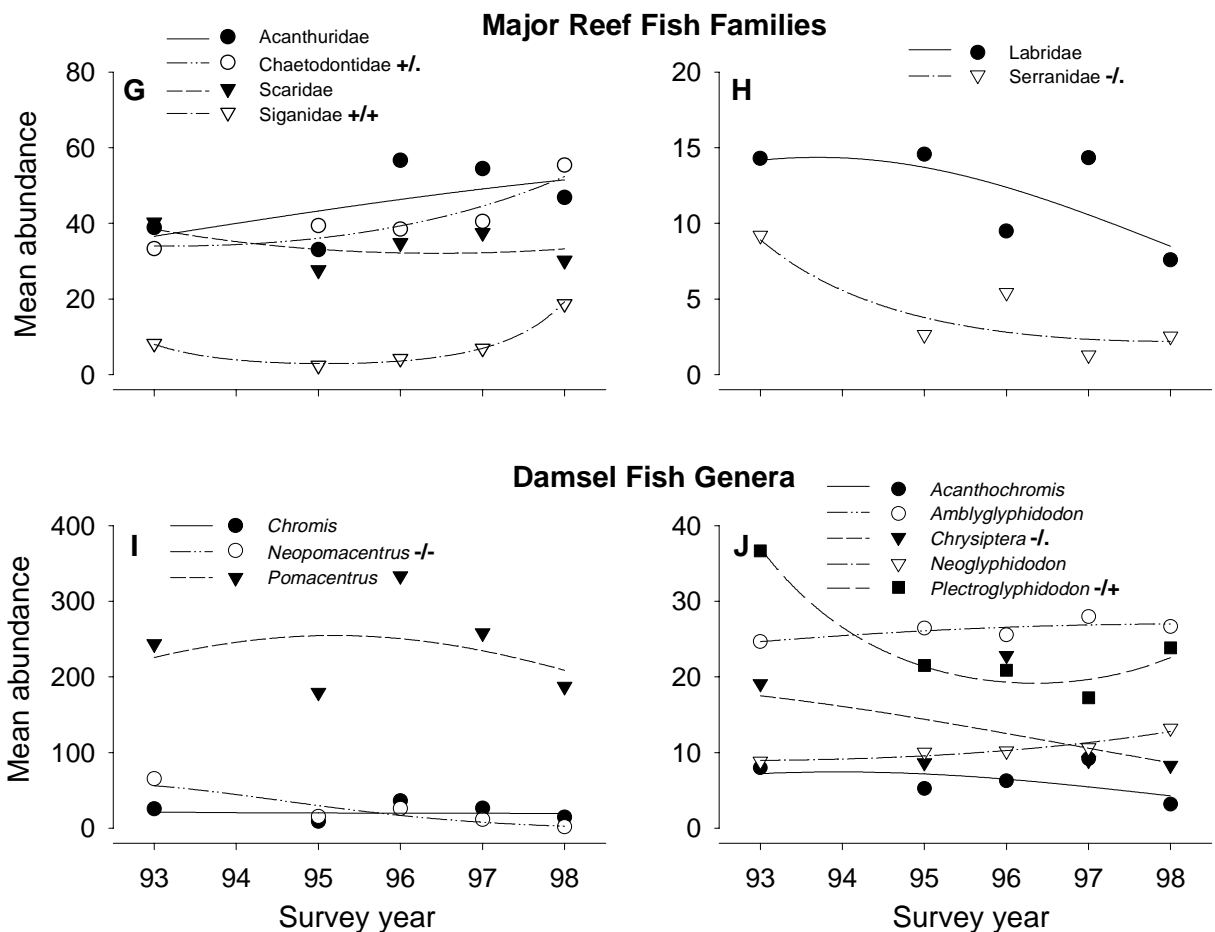 Major Reef Fish Families
G
Acanthuridae
Chaetodontidae +/.
Scaridae
Siganidae +/+
Mean abundance
80
60
40
20
0
H
Labridae
Serranidae -/.
20
15
10
5
0
Damsel Fish Genera
I
Chromis
Neopomacentrus -/-
Pomacentrus
Mean abundance
400
300
200
100
0
93 94 95 96 97 98
Survey year
J
Acanthochromis
Amblyglyphidodon
Chrysiptera -/.
Neoglyphidodon
Plectroglyphidodon -/+
40
30
20
10
0
93 94 95 96 97 98
Survey year